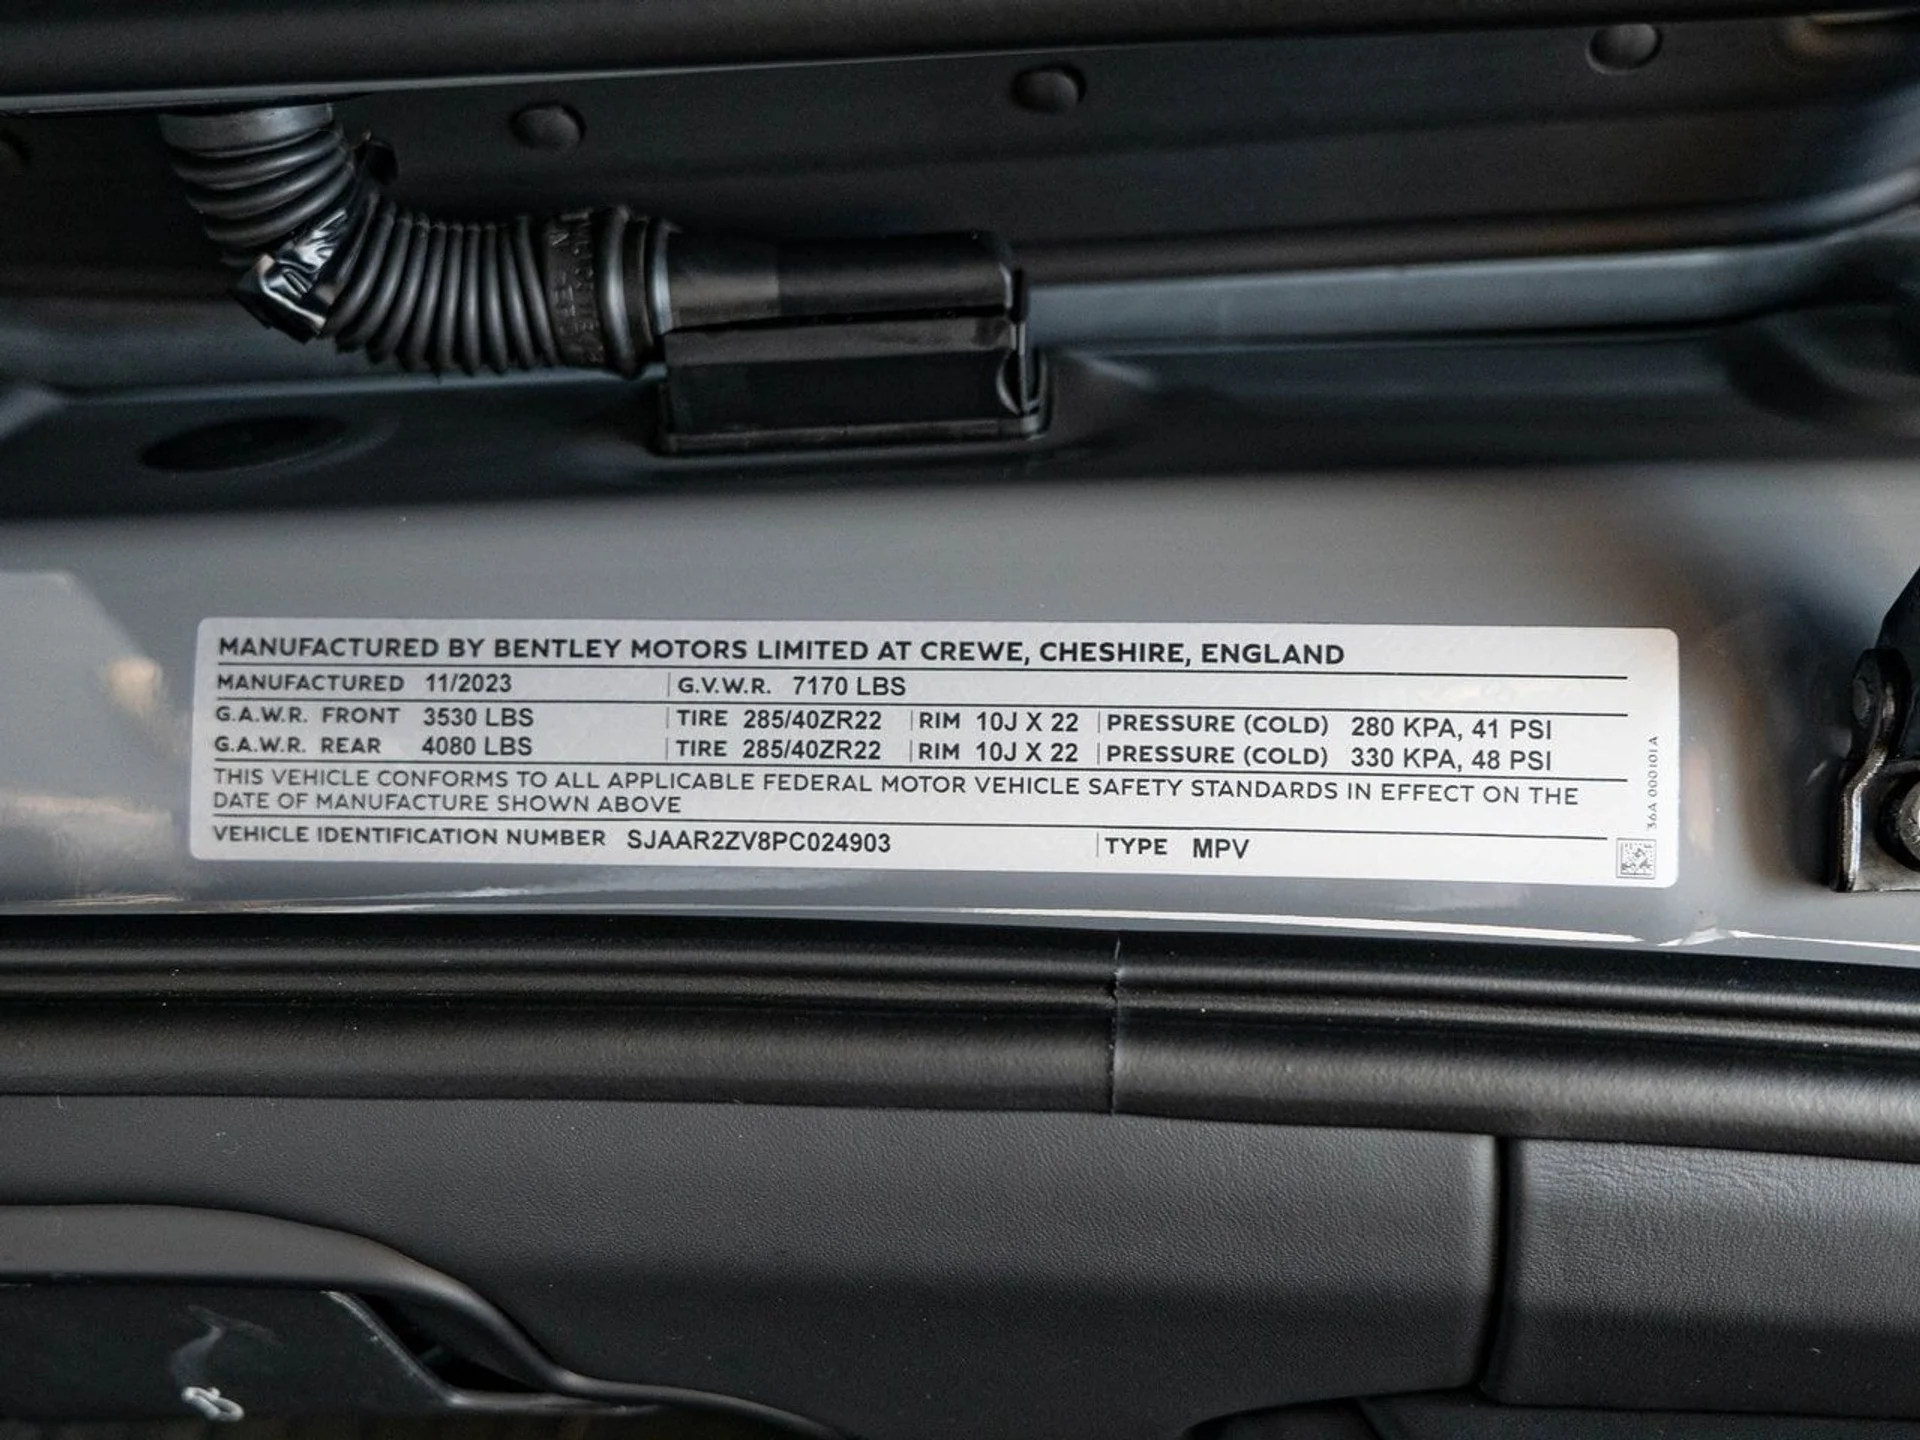 MANUFACTURED BY BENTLEY MOTORS LIMITED AT CREWE, CHESHIRE, ENGLAND
MANUFACTURED 11/2023 G.V.W.R. 7170 LBS
G.A.W.R. FRONT 3530 LBS TIRE 285/40ZR22 RIM 10J X 22 PRESSURE (COLD) 280 KPA, 41 PSI
G.A.W.R. REAR 4080 LBS TIRE 285/40ZR22 RIM 10J X 22 PRESSURE (COLD) 330 KPA, 48 PSI
THIS VEHICLE CONFORMS TO ALL APPLICABLE FEDERAL MOTOR VEHICLE SAFETY STANDARDS IN EFFECT ON THE
DATE OF MANUFACTURE SHOWN ABOVE
VEHICLE IDENTIFICATION NUMBER SJAAR2ZV8PC024903 TYPE MPV
36A 000101 A